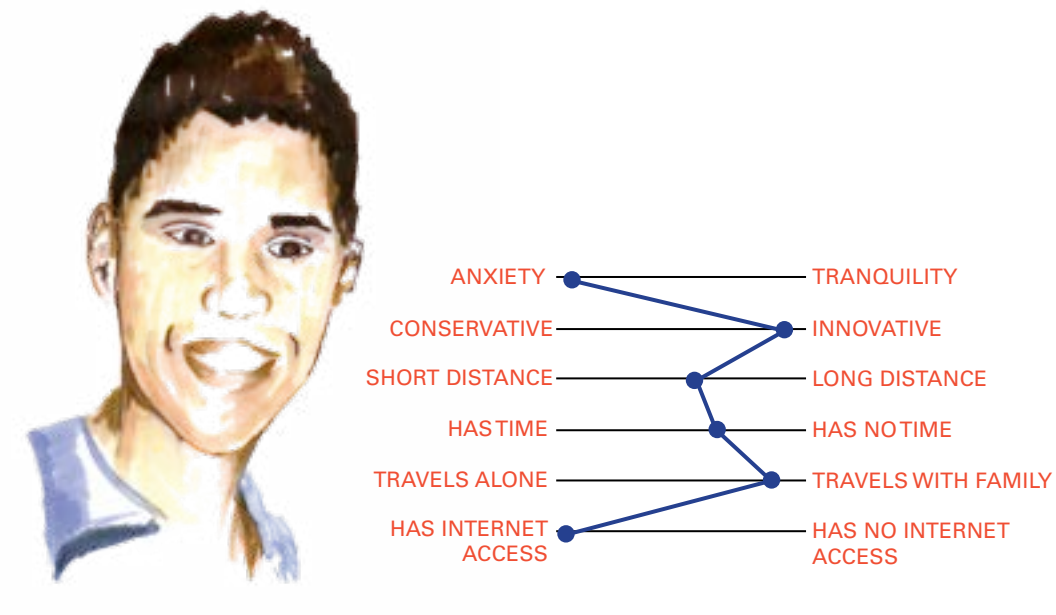 ANXIETY TRANQUILITY
CONSERVATIVE INNOVATIVE
SHORT DISTANCE LONG DISTANCE
HAS TIME HAS NO TIME
TRAVELS ALONE TRAVELS WITH FAMILY
HAS INTERNET
ACCESS
HAS NO INTERNET
ACCESS